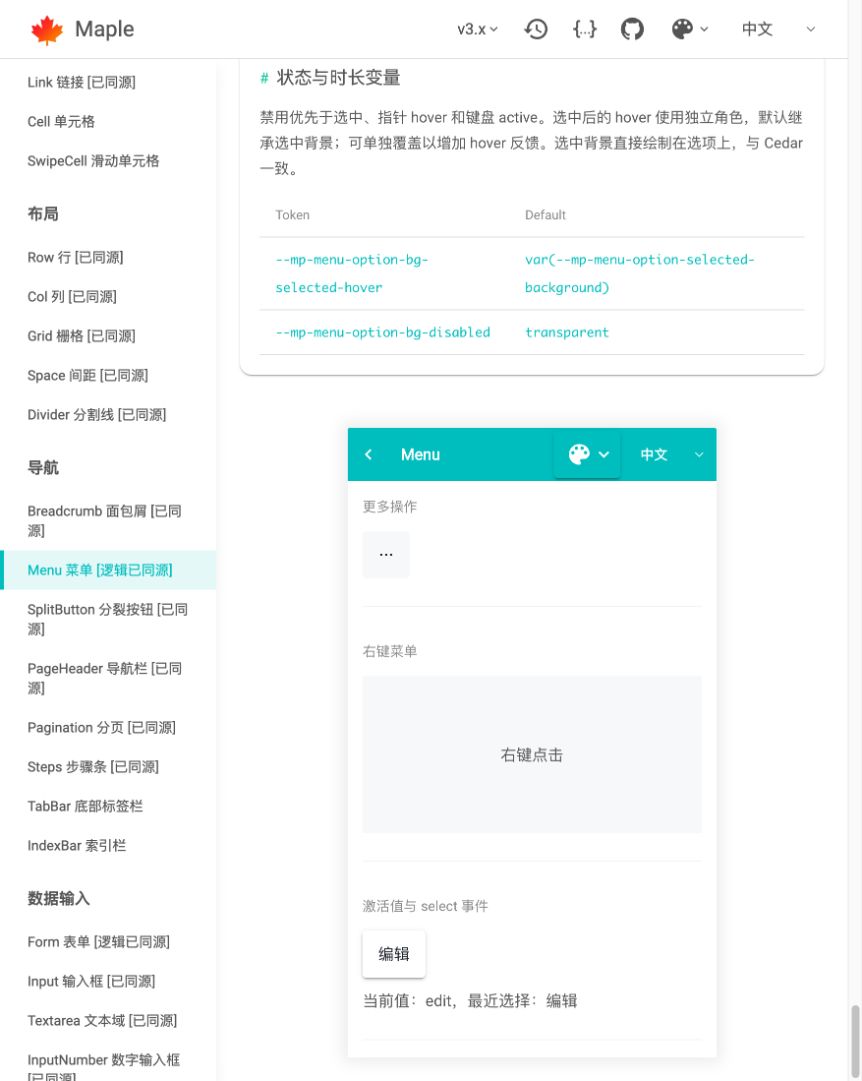 Maple
v3.x
中文
Link 链接 [已同源]
Cell 单元格
SwipeCell 滑动单元格
布局
Row 行 [已同源]
Col 列 [已同源]
Grid 栅格 [已同源]
Space 间距 [已同源]
Divider 分割线 [已同源]
导航
Breadcrumb 面包屑 [已同
源]
Menu 菜单 [逻辑已同源]
SplitButton 分裂按钮 [已同
源]
PageHeader 导航栏 [已同
源]
Pagination 分页 [已同源]
Steps 步骤条 [已同源]
TabBar 底部标签栏
IndexBar 索引栏
数据输入
Form 表单 [逻辑已同源]
Input 输入框 [已同源]
Textarea 文本域 [已同源]
InputNumber 数字输入框
[已同源]
# 状态与时长变量
禁用优先于选中、指针 hover 和键盘 active。选中后的 hover 使用独立角色，默认继
承选中背景；可单独覆盖以增加 hover 反馈。选中背景直接绘制在选项上，与 Cedar
一致。
Token Default
--mp-menu-option-bg- var(--mp-menu-option-selected-
selected-hover background)
--mp-menu-option-bg-disabled transparent
Menu
中文
更多操作
...
右键菜单
右键点击
激活值与 select 事件
编辑
当前值：edit，最近选择：编辑